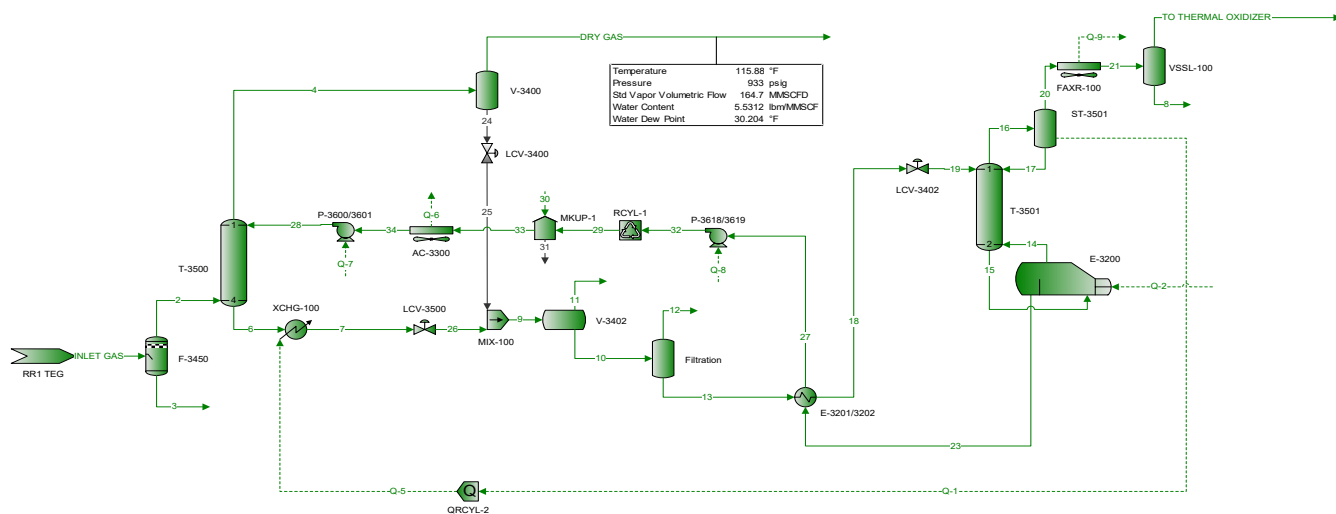 TO THERMAL OXIDIZER
Q-9
DRY GAS
21
VSSL-100
FAXR-100
20
8
Temperature 115.88 °F
Pressure 933 psig
Std Vapor Volumetric Flow 164.7 MMSCFD
Water Content 5.5312 lbm/MMSCF
Water Dew Point 30.204 °F
4
V-3400
24
ST-3501
16
LCV-3400
19
1
17
LCV-3402
T-3501
30
Q-6
25
MKUP-1
RCYL-1
P-3618/3619
P-3600/3601
1
28
34
33
29
32
AC-3300
31
Q-7
Q-8
2
14
15
E-3200
Q-2
T-3500
4
2
XCHG-100
LCV-3500
11
6
7
26
9
V-3402
12
18
27
MIX-100
10
Filtration
INLET GAS
F-3450
RR1 TEG
13
E-3201/3202
3
23
Q-5
Q
Q-1
QRCYL-2